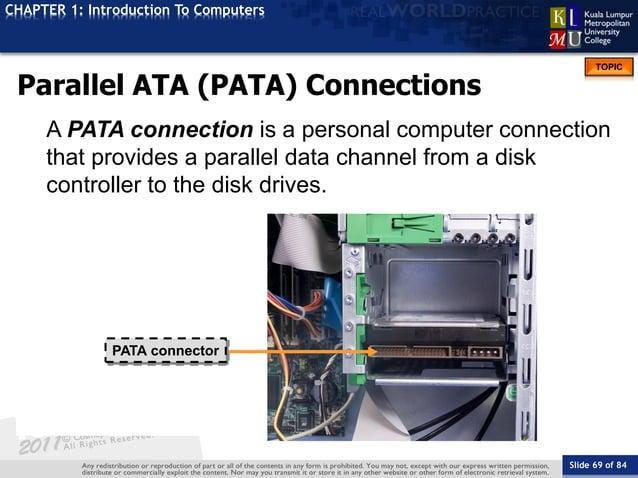 CHAPTER 1: Introduction To Computers
REALWORLDPRACTICE
KL
MU
Kuala Lumpur
Metropolitan
University
College
TOPIC
Parallel ATA (PATA) Connections
A PATA connection is a personal computer connection
that provides a parallel data channel from a disk
controller to the disk drives.
PATA connector
2011
All Rights Reserved.
Any redistribution or reproduction of part or all of the contents in any form is prohibited. You may not, except with our express written permission,
distribute or commercially exploit the content. Nor may you transmit it or store it in any other website or other form of electronic retrieval system.
Slide 69 of 84